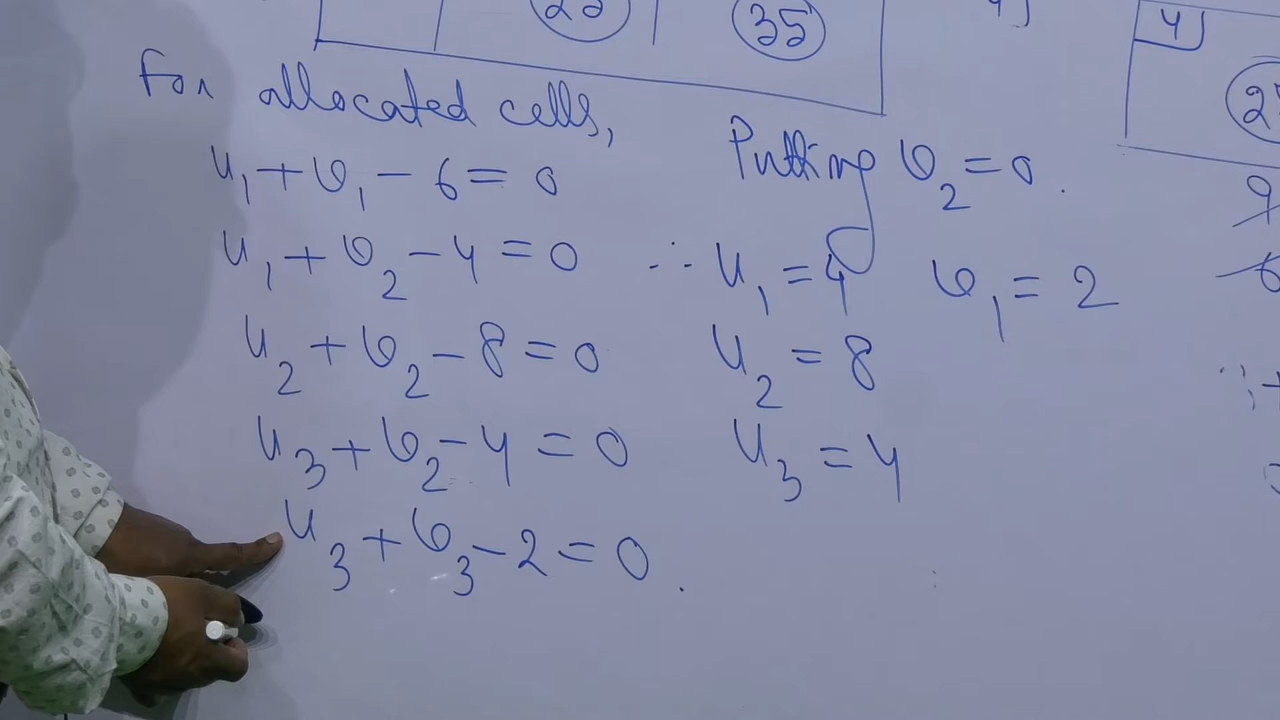 35
4
For allocated cells,
u₁ + v₁ - 6 = 0
u₁ + v₂ - 4 = 0
u₂ + v₂ - 8 = 0
u₃ + v₂ - 4 = 0
u₃ + v₃ - 2 = 0.
Putting v₂ = 0.
∴ u₁ = 4 v₁ = 2
u₂ = 8
u₃ = 4